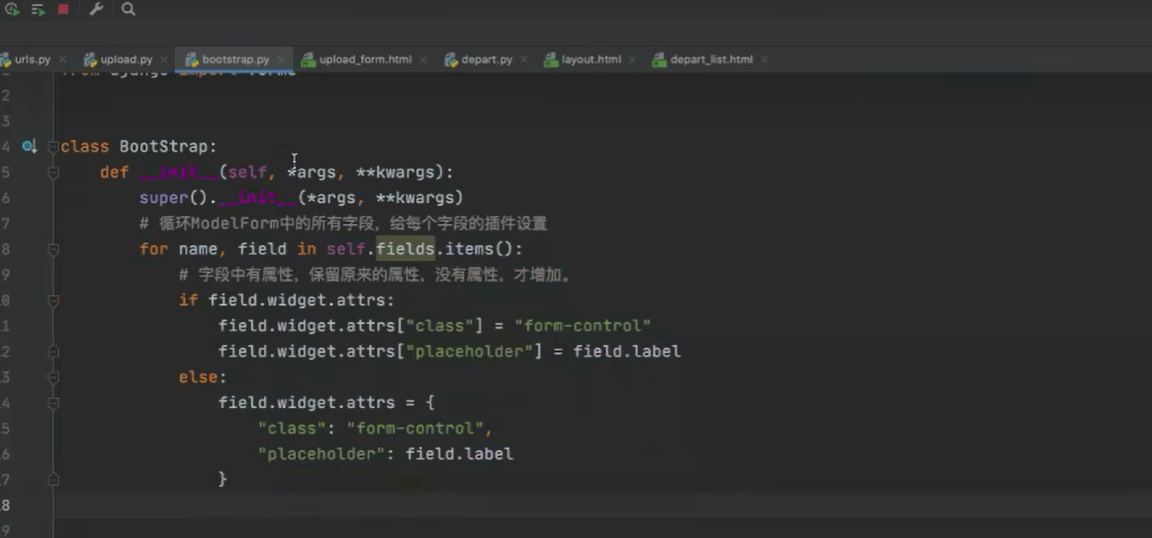 urls.py upload.py bootstrap.py upload_form.html depart.py layout.html depart_list.html
2
3
4 class BootStrap:
5 def __init__(self, *args, **kwargs):
6 super().__init__(*args, **kwargs)
7 # 循环ModelForm中的所有字段，给每个字段的插件设置
8 for name, field in self.fields.items():
9 # 字段中有属性，保留原来的属性，没有属性，才增加。
0 if field.widget.attrs:
1 field.widget.attrs["class"] = "form-control"
2 field.widget.attrs["placeholder"] = field.label
3 else:
4 field.widget.attrs = {
5 "class": "form-control",
6 "placeholder": field.label
7 }
8
9